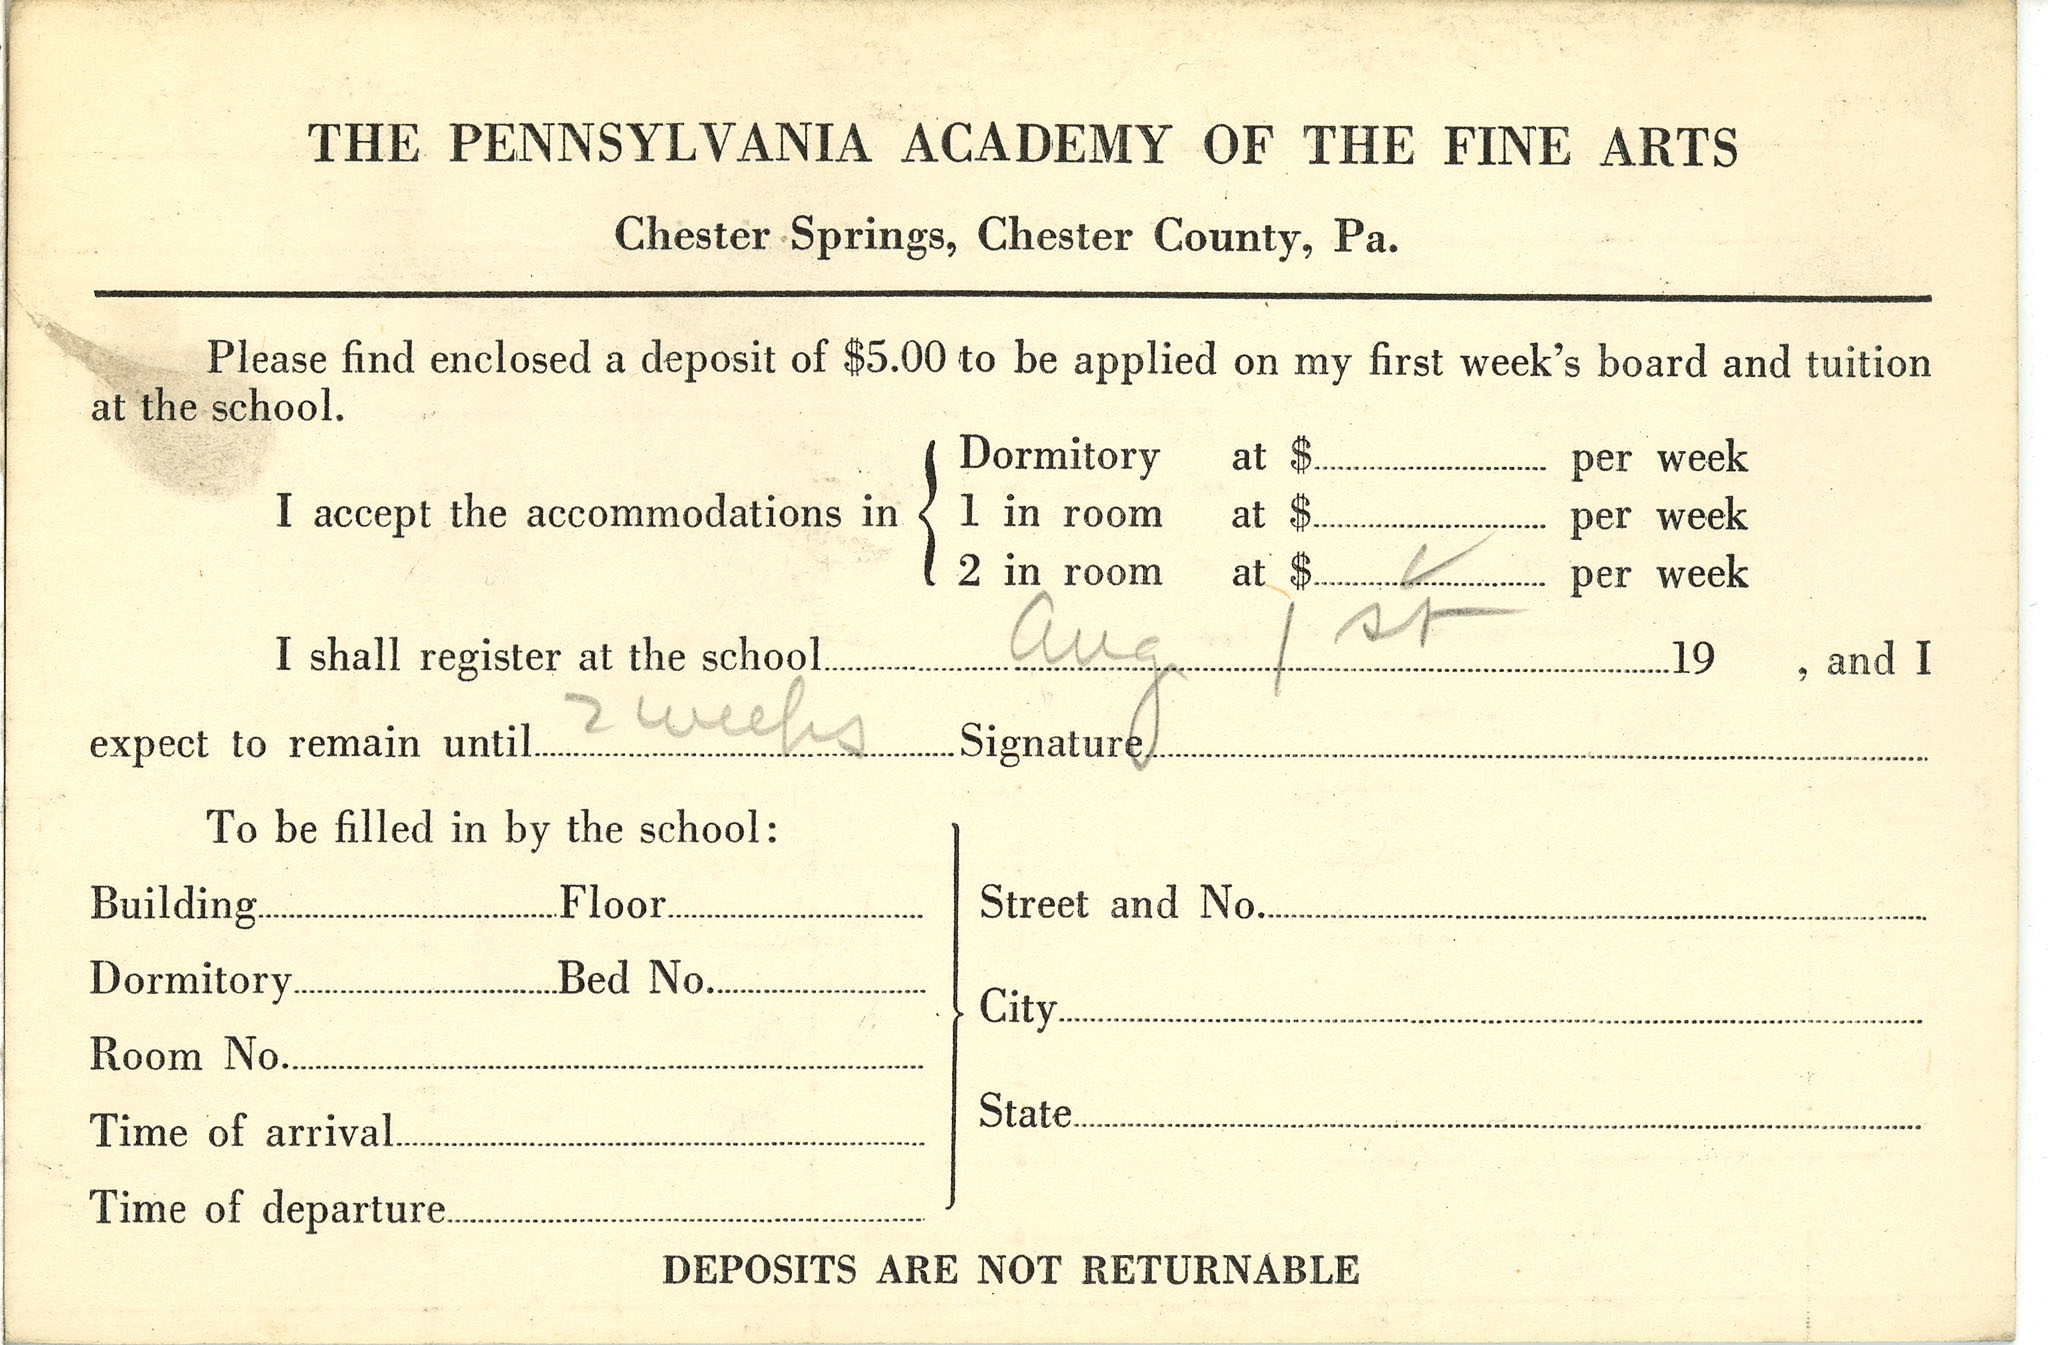 THE PENNSYLVANIA ACADEMY OF THE FINE ARTS
Chester Springs, Chester County, Pa.
Please find enclosed a deposit of $5.00 to be applied on my first week's board and tuition
at the school.
I accept the accommodations in
Dormitory at $ per week
1 in room at $ per week
2 in room at $ ✓ per week
I shall register at the school Aug 1st 19 , and I
expect to remain until 2 weeks Signature
To be filled in by the school:
Building Floor
Dormitory Bed No.
Room No.
Time of arrival
Time of departure
Street and No.
City
State
DEPOSITS ARE NOT RETURNABLE